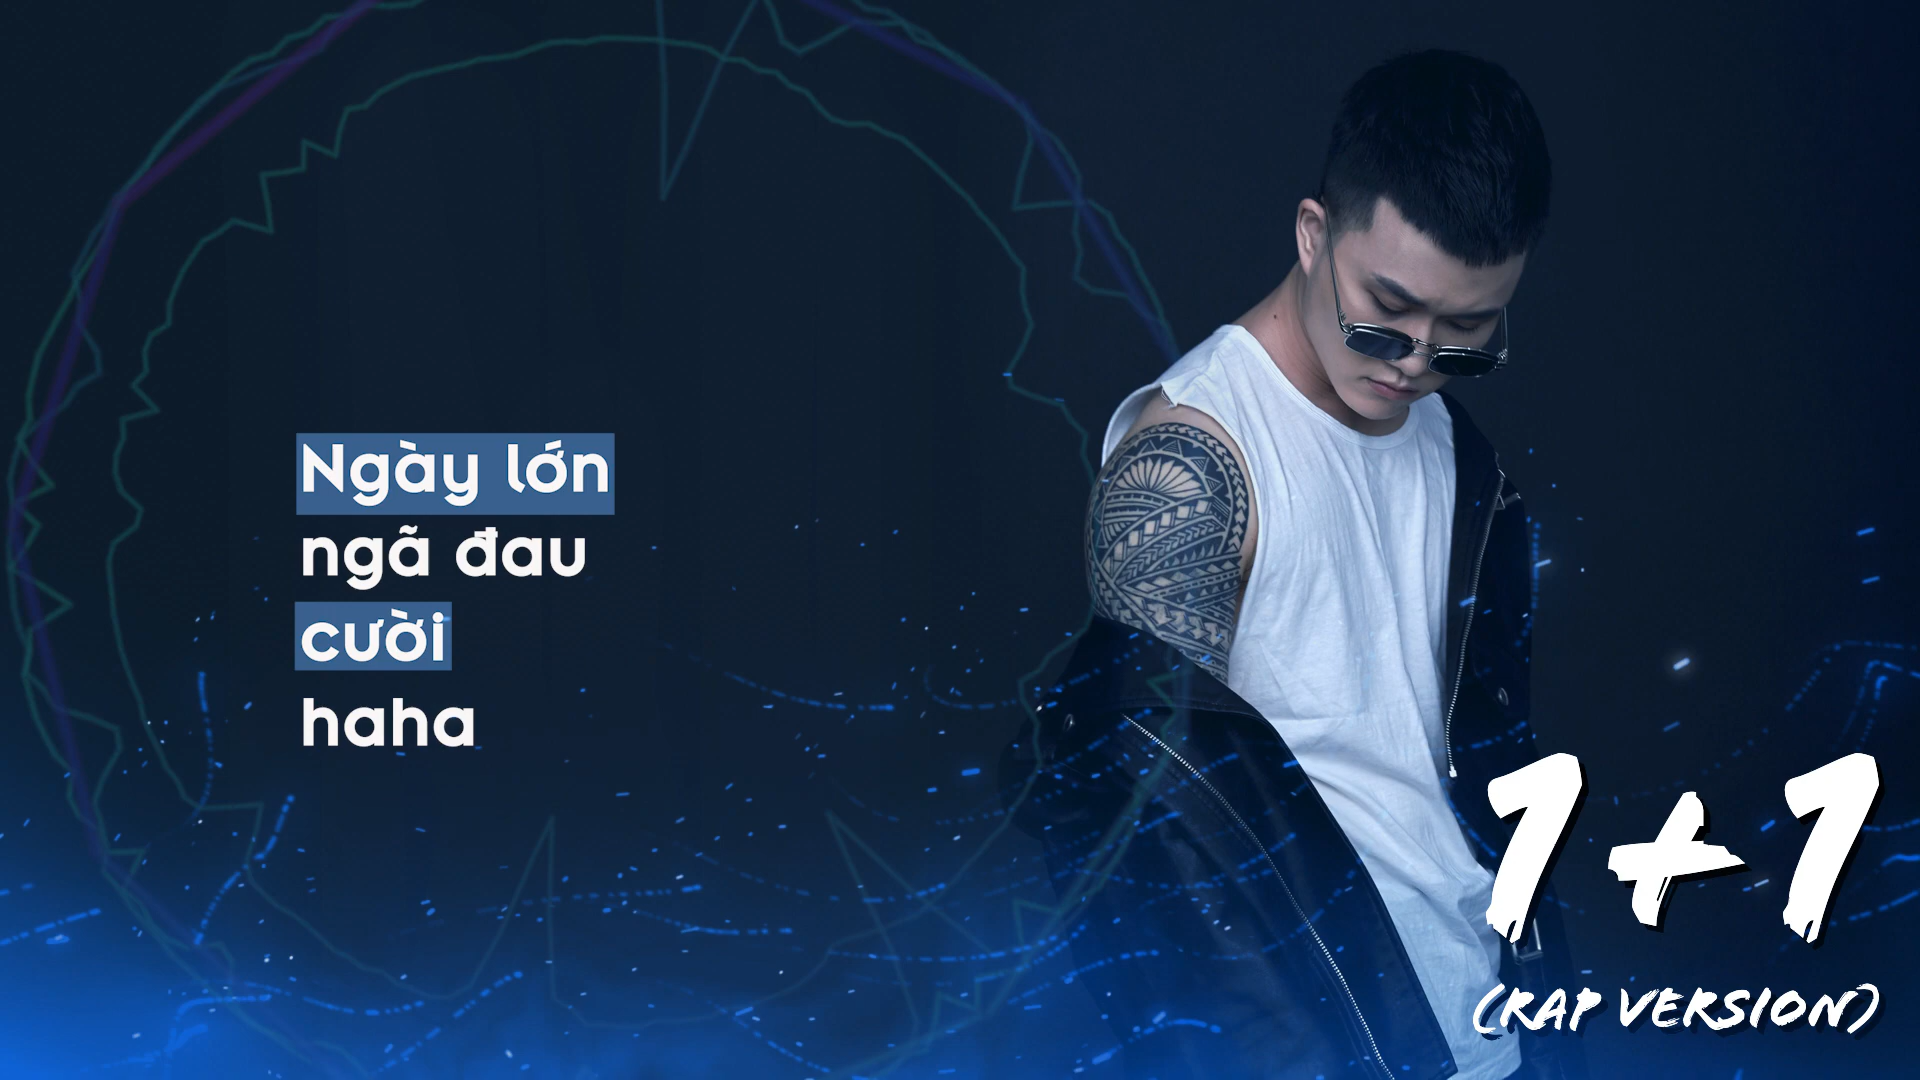 Ngày lớn
ngã đau
cười
haha
1+1
(RAP VERSION)